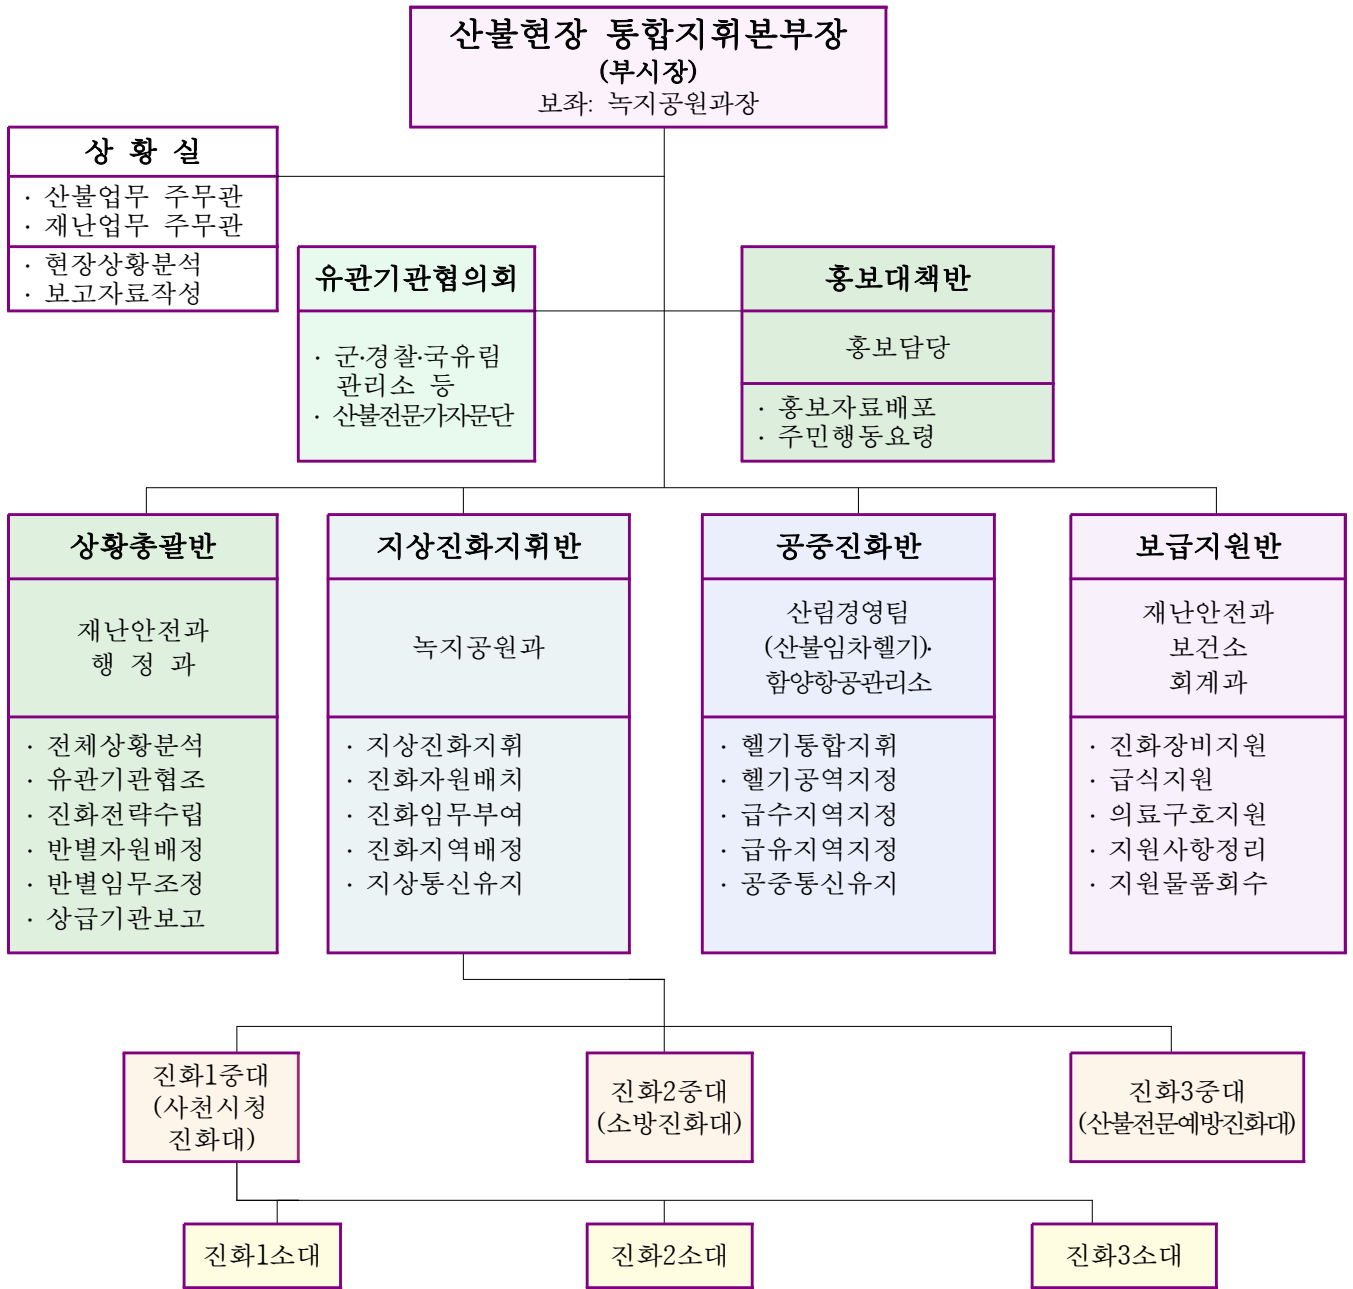 산불현장 통합지휘본부장
(부시장)
보좌: 녹지공원과장
상 황 실
· 산불업무 주무관
· 재난업무 주무관
· 현장상황분석
· 보고자료작성
유관기관협의회
· 군·경찰·국유림
관리소 등
· 산불전문가자문단
홍보대책반
홍보담당
· 홍보자료배포
· 주민행동요령
상황총괄반
재난안전과
행 정 과
· 전체상황분석
· 유관기관협조
· 진화전략수립
· 반별자원배정
· 반별임무조정
· 상급기관보고
지상진화지휘반
녹지공원과
· 지상진화지휘
· 진화자원배치
· 진화임무부여
· 진화지역배정
· 지상통신유지
공중진화반
산림경영팀
(산불임차헬기)·
함양항공관리소
· 헬기통합지휘
· 헬기공역지정
· 급수지역지정
· 급유지역지정
· 공중통신유지
보급지원반
재난안전과
보건소
회계과
· 진화장비지원
· 급식지원
· 의료구호지원
· 지원사항정리
· 지원물품회수
진화1중대
(사천시청
진화대)
진화2중대
(소방진화대)
진화3중대
(산불전문예방진화대)
진화1소대
진화2소대
진화3소대